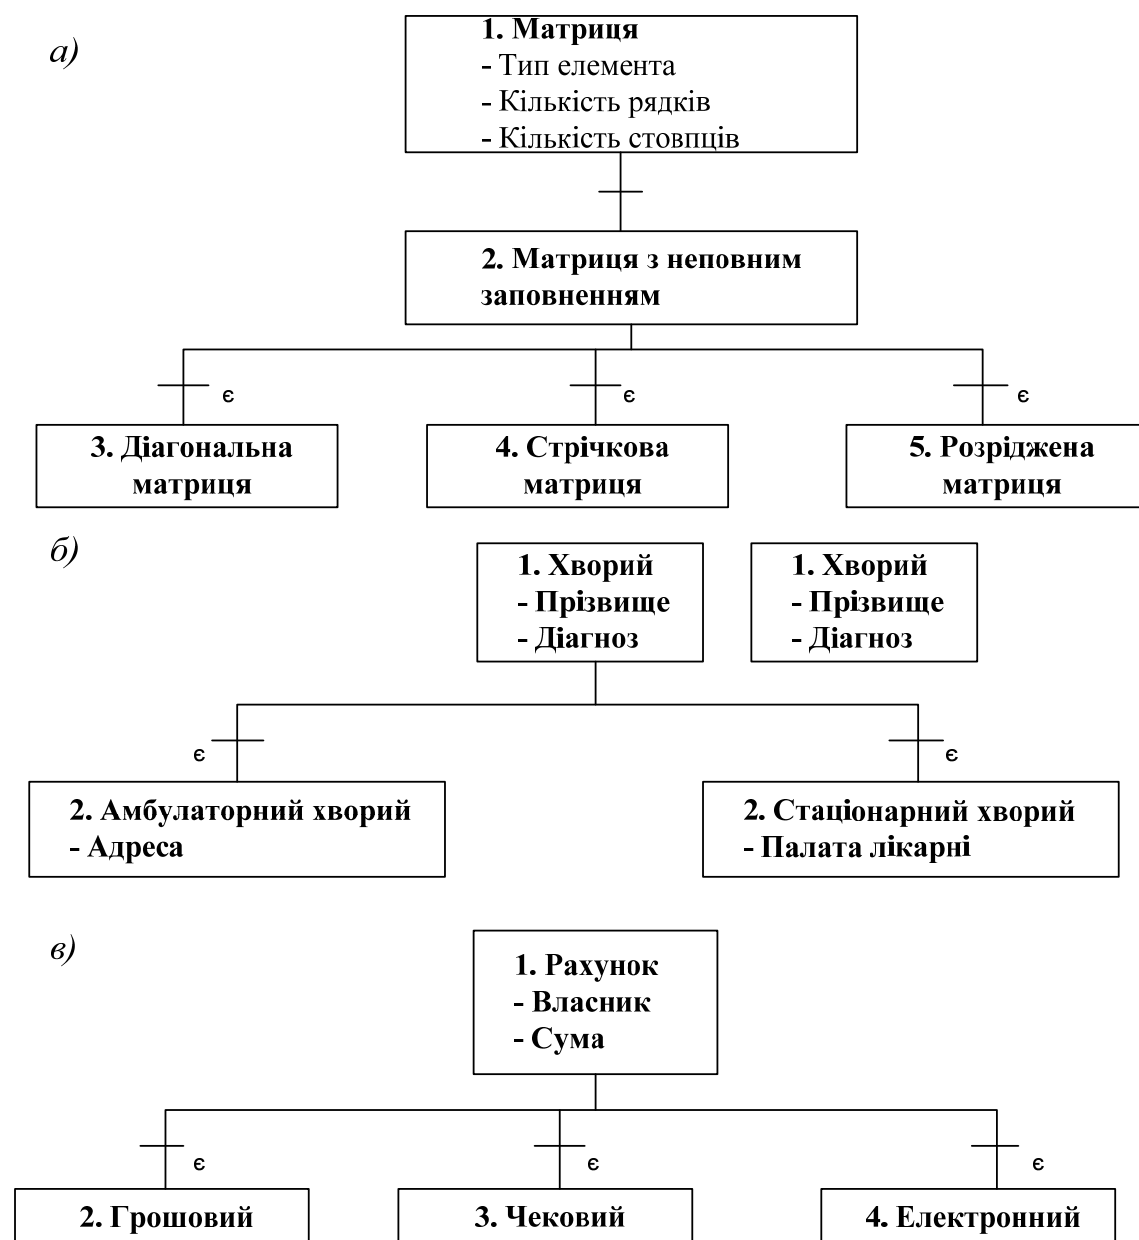 а)
1. Матриця
- Тип елемента
- Кількість рядків
- Кількість стовпців
2. Матриця з неповним
заповненням
є
є
є
3. Діагональна
матриця
4. Стрічкова
матриця
5. Розріджена
матриця
б)
1. Хворий
- Прізвище
- Діагноз
1. Хворий
- Прізвище
- Діагноз
є
є
2. Амбулаторний хворий
- Адреса
2. Стаціонарний хворий
- Палата лікарні
в)
1. Рахунок
- Власник
- Сума
є
є
є
2. Грошовий
3. Чековий
4. Електронний